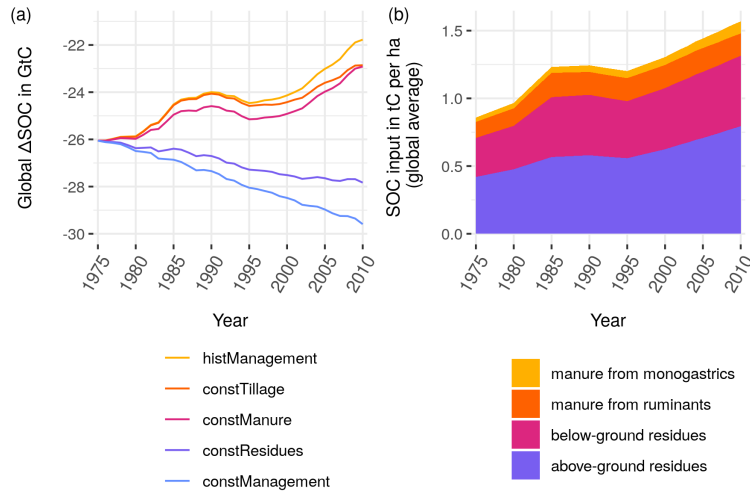 (a)
Global ΔSOC in GtC
-22
-24
-26
-28
-30
1975
1980
1985
1990
1995
2000
2005
2010
Year
histManagement
constTillage
constManure
constResidues
constManagement
(b)
SOC input in tC per ha
(global average)
1.5
1.0
0.5
0.0
1975
1980
1985
1990
1995
2000
2005
2010
Year
manure from monogastrics
manure from ruminants
below-ground residues
above-ground residues